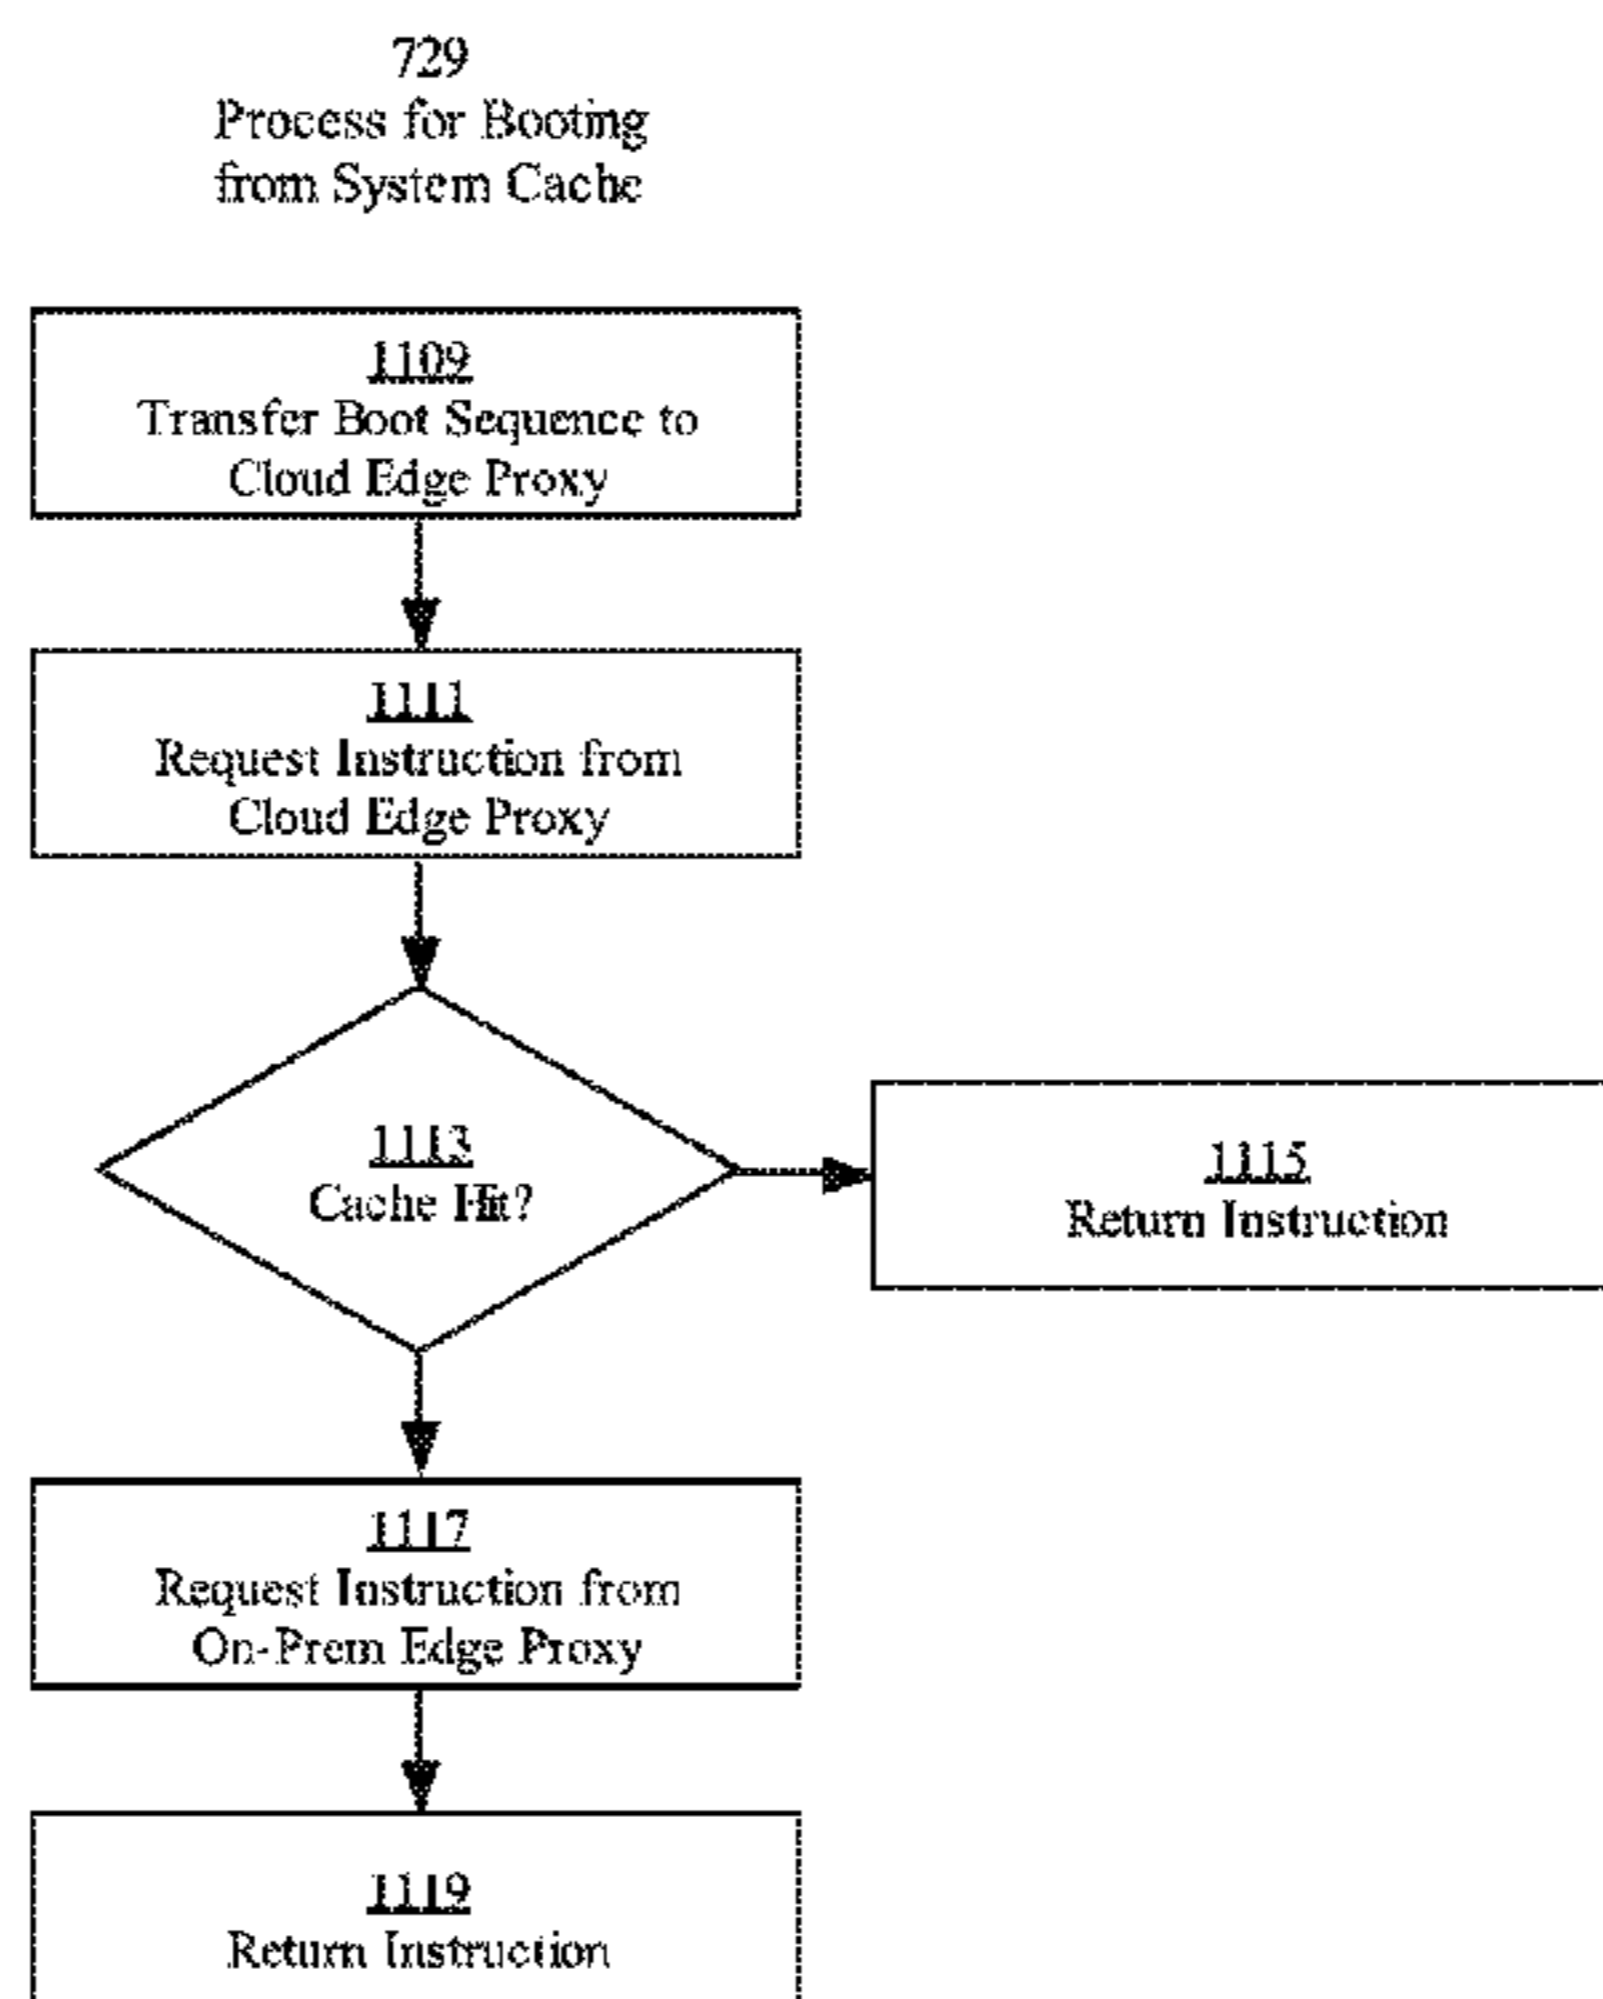 729
Process for Booting
from System Cache
1109
Transfer Boot Sequence to
Cloud Edge Proxy
1111
Request Instruction from
Cloud Edge Proxy
1113
Cache Hit?
1115
Return Instruction
1117
Request Instruction from
On-Prem Edge Proxy
1119
Return Instruction